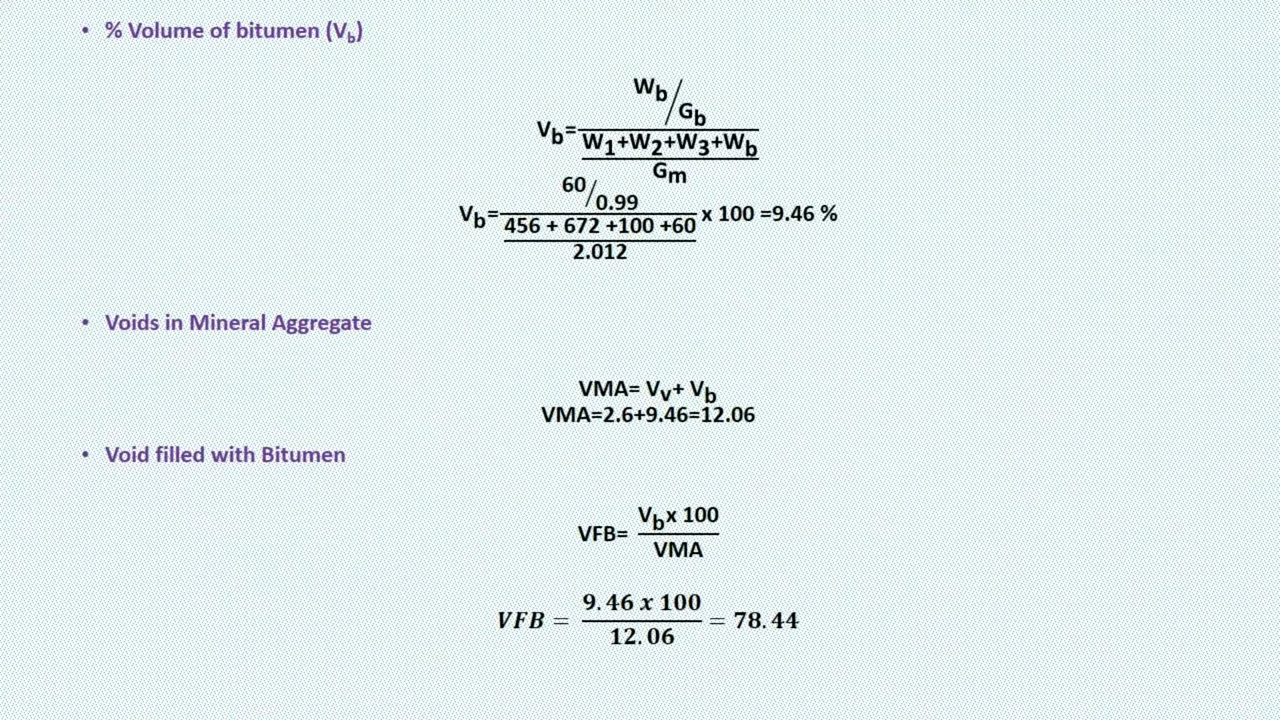 • % Volume of bitumen (Vb)
Wb/Gb
Vb=
W1+W2+W3+Wb
Gm
60/0.99
Vb= x 100 =9.46 %
456 + 672 +100 +60
2.012
• Voids in Mineral Aggregate
VMA= Vv+ Vb
VMA=2.6+9.46=12.06
• Void filled with Bitumen
Vb x 100
VFB=
VMA
9.46 x 100
VFB = = 78.44
12.06